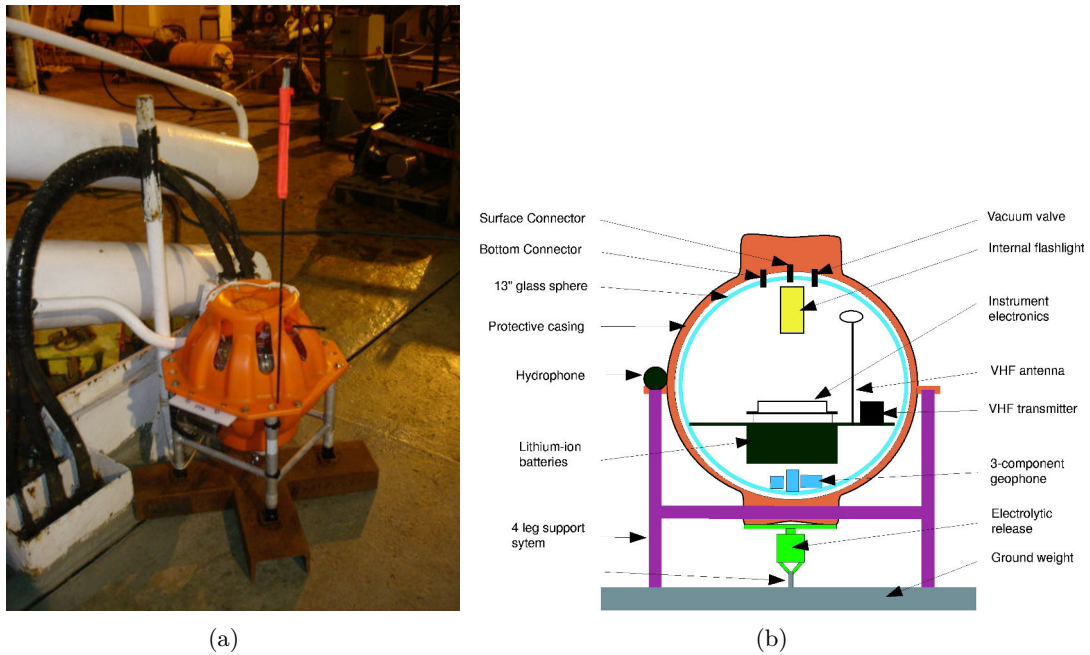 Surface Connector
Bottom Connector
13" glass sphere
Protective casing
Hydrophone
Lithium-ion
batteries
4 leg support
sytem
Vacuum valve
Internal flashlight
Instrument
electronics
VHF antenna
VHF transmitter
3-component
geophone
Electrolytic
release
Ground weight
(a)
(b)